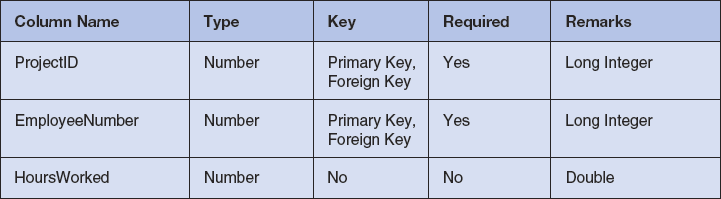 Column Name Type Key Required Remarks
ProjectID Number Primary Key, Yes Long Integer
Foreign Key
EmployeeNumber Number Primary Key, Yes Long Integer
Foreign Key
HoursWorked Number No No Double